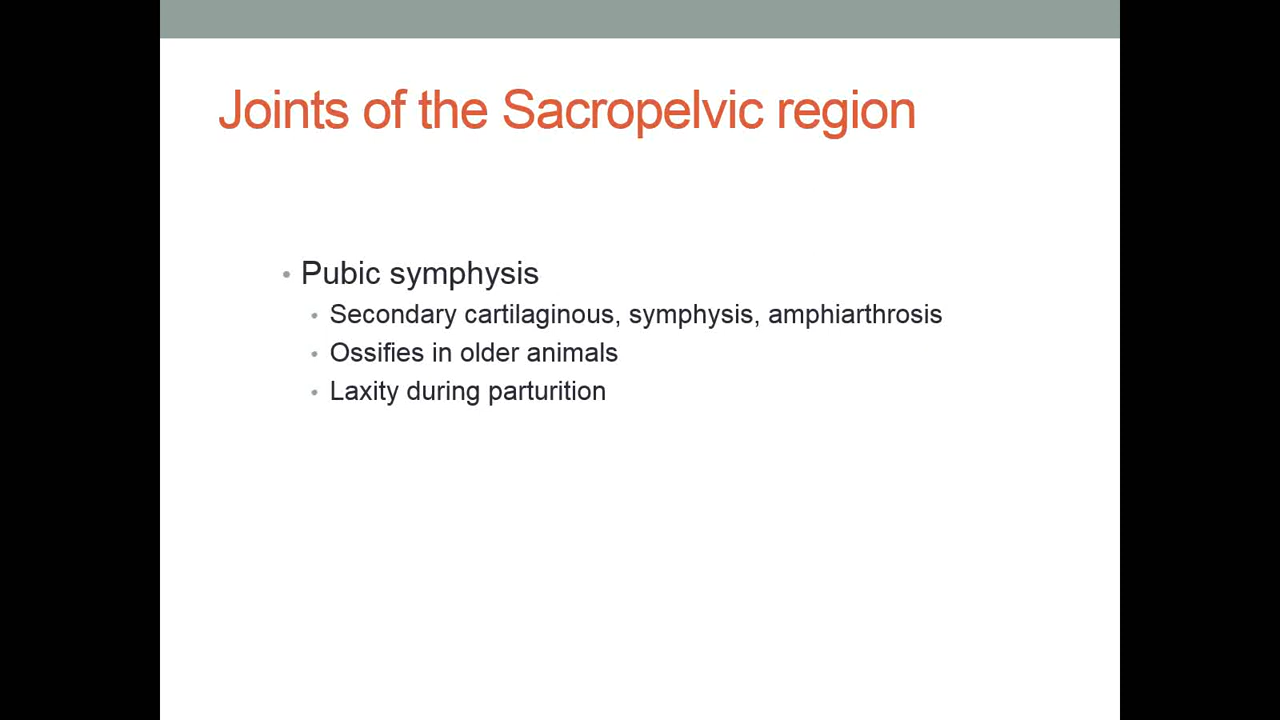 Joints of the Sacropelvic region
• Pubic symphysis
• Secondary cartilaginous, symphysis, amphiarthrosis
• Ossifies in older animals
• Laxity during parturition